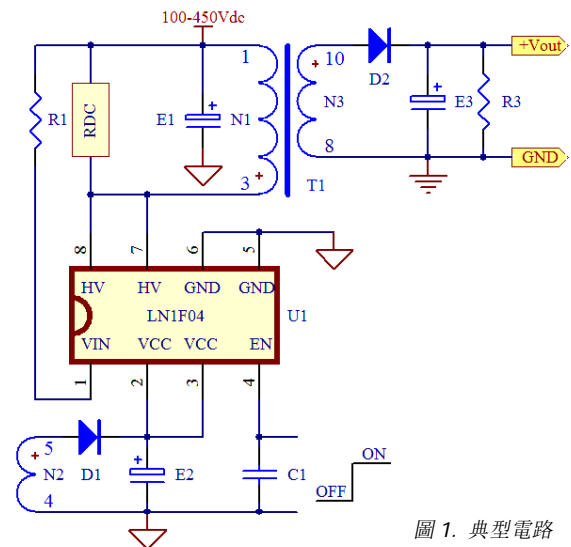 100-450Vdc
1
10
+Vout
D2
R1
RDC
E1
N1
N3
E3
R3
3
8
GND
T1
8
7
6
5
HV
HV
GND
GND
LN1F04
U1
VIN
VCC
VCC
EN
1
2
3
4
5
N2
D1
E2
C1
ON
OFF
4
圖 1. 典型電路